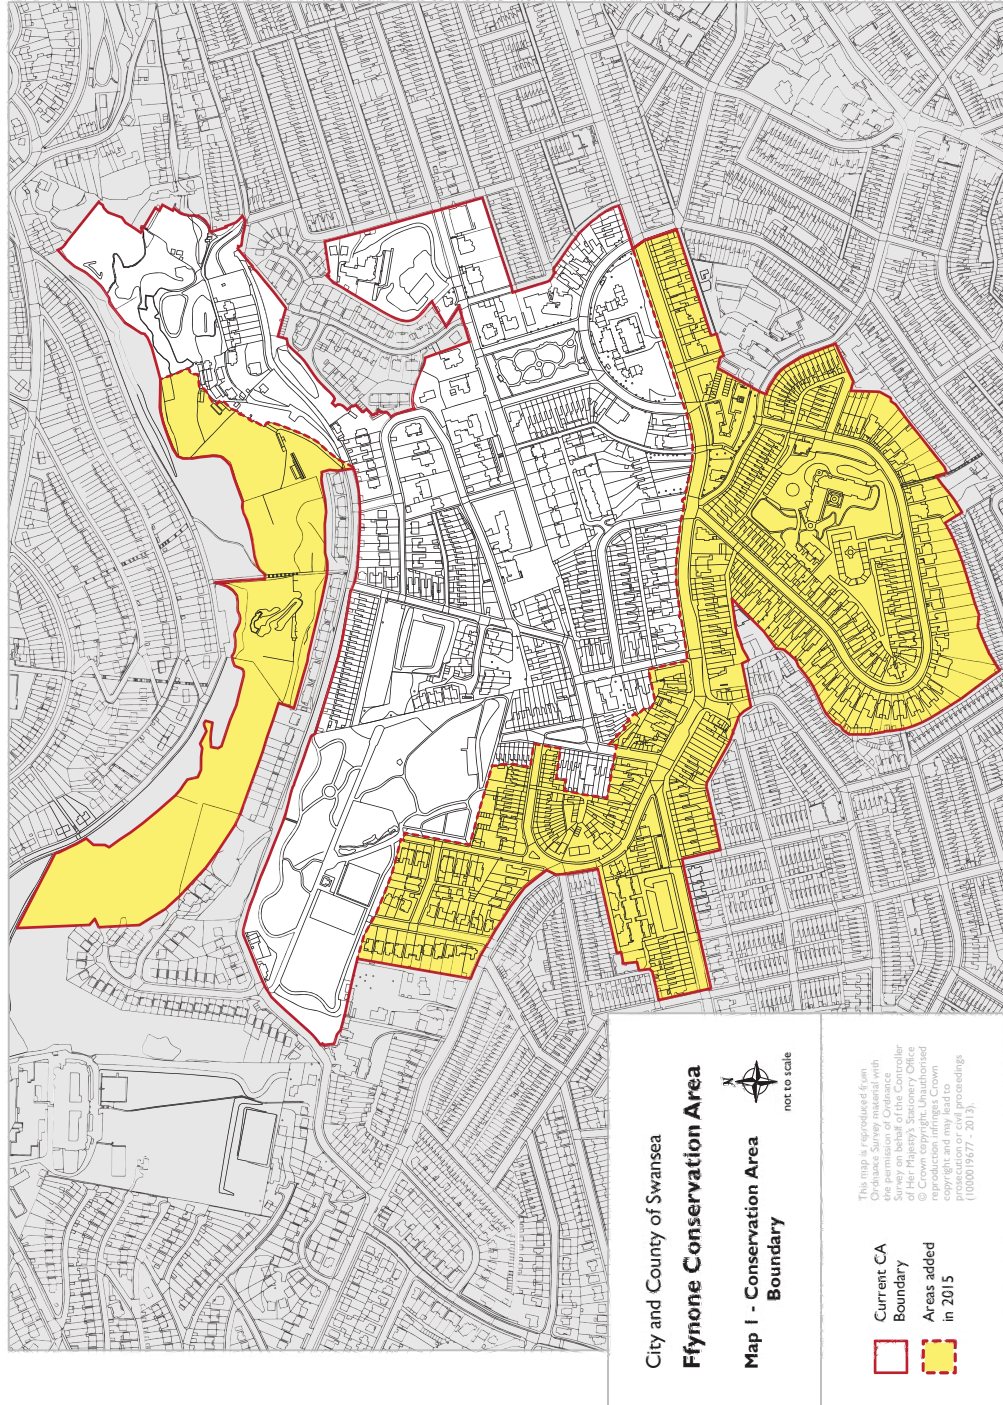 City and County of Swansea
Ffynone Conservation Area
Map 1 - Conservation Area
Boundary
N
not to scale
This map is reproduced from
Ordnance Survey material with
the permission of Ordnance
Survey on behalf of the Controller
of Her Majesty's Stationery Office
© Crown copyright. Unauthorised
reproduction infringes Crown
copyright and may lead to
prosecution or civil proceedings
(100019677 - 2013).
Current CA
Boundary
Areas added
in 2015